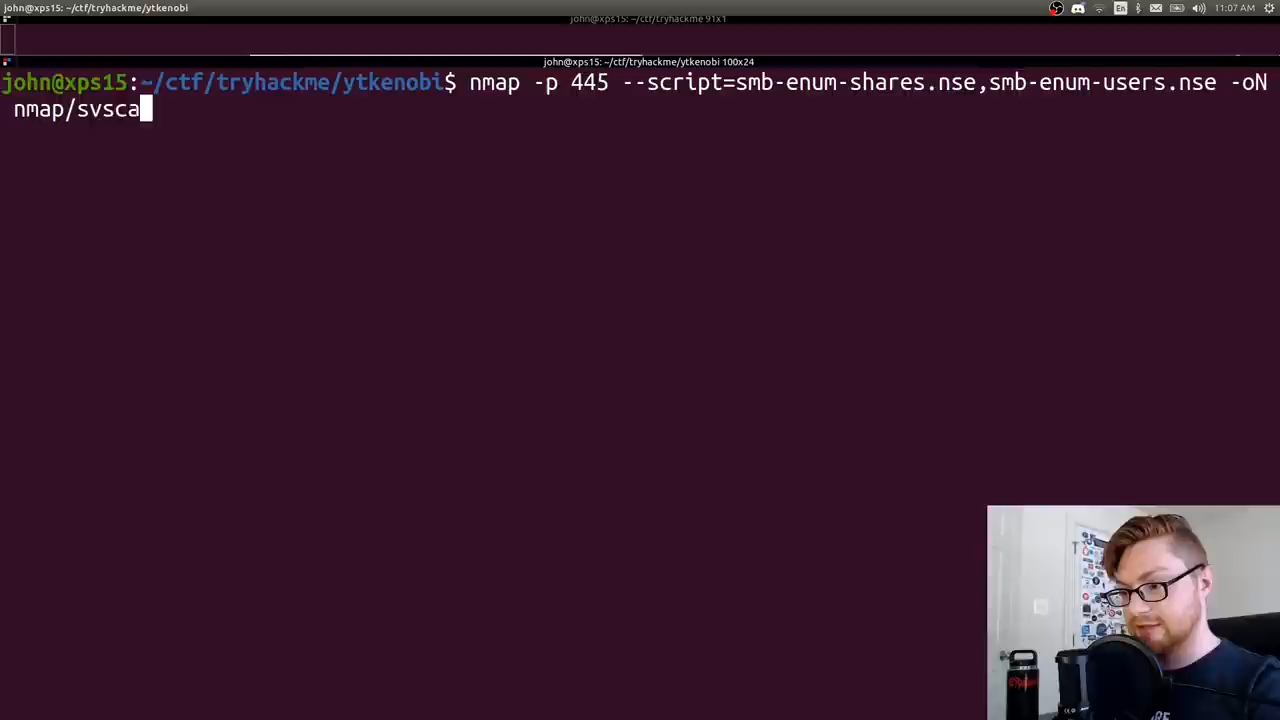 john@xps15: ~/ctf/tryhackme/ytkenobi
En
11:07 AM
john@xps15: ~/ctf/tryhackme 91x1
john@xps15: ~/ctf/tryhackme/ytkenobi 100x24
john@xps15:~/ctf/tryhackme/ytkenobi$ nmap -p 445 --script=smb-enum-shares.nse,smb-enum-users.nse -oN
nmap/svsca